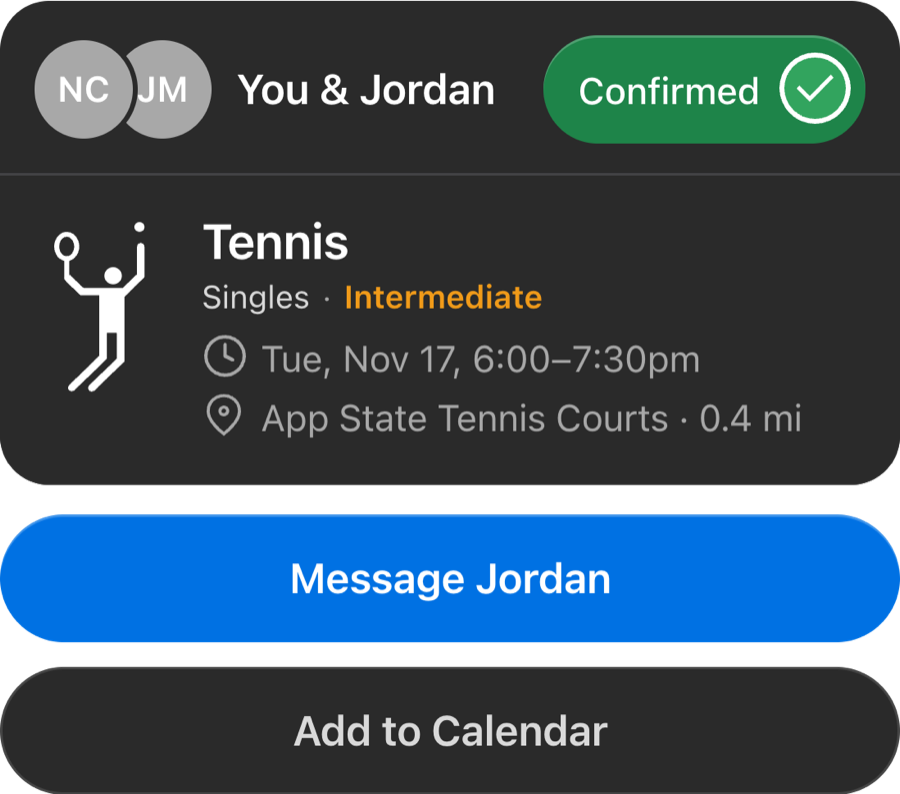 NC JM You & Jordan Confirmed
Tennis
Singles · Intermediate
Tue, Nov 17, 6:00–7:30pm
App State Tennis Courts · 0.4 mi
Message Jordan
Add to Calendar